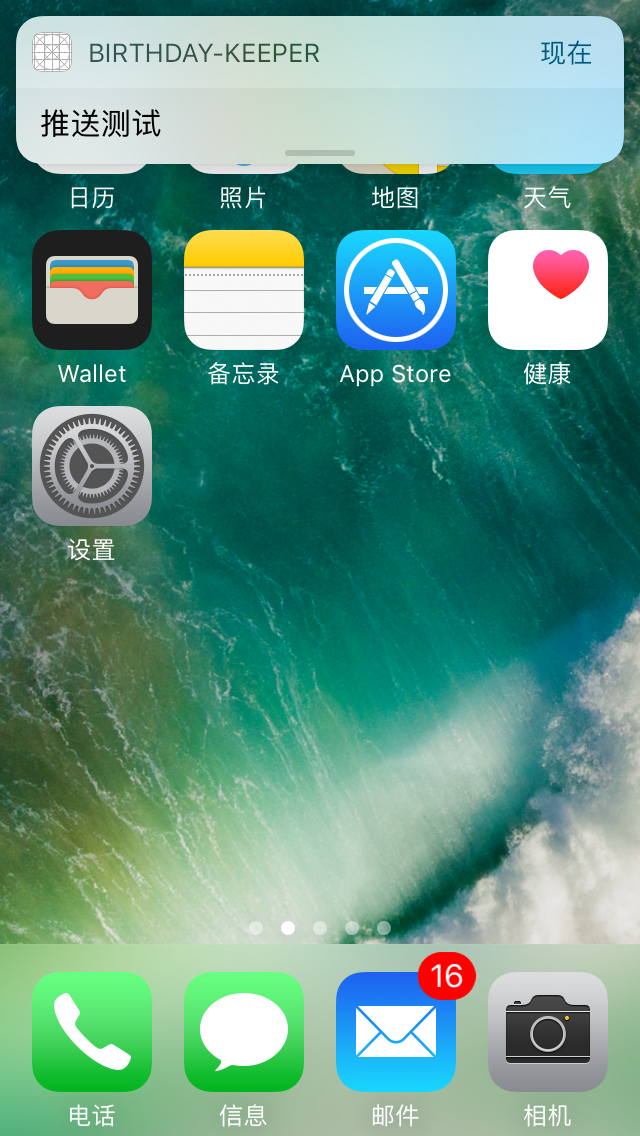 BIRTHDAY-KEEPER 现在
推送测试
日历 照片 地图 天气
Wallet 备忘录 App Store 健康
设置
16
电话 信息 邮件 相机